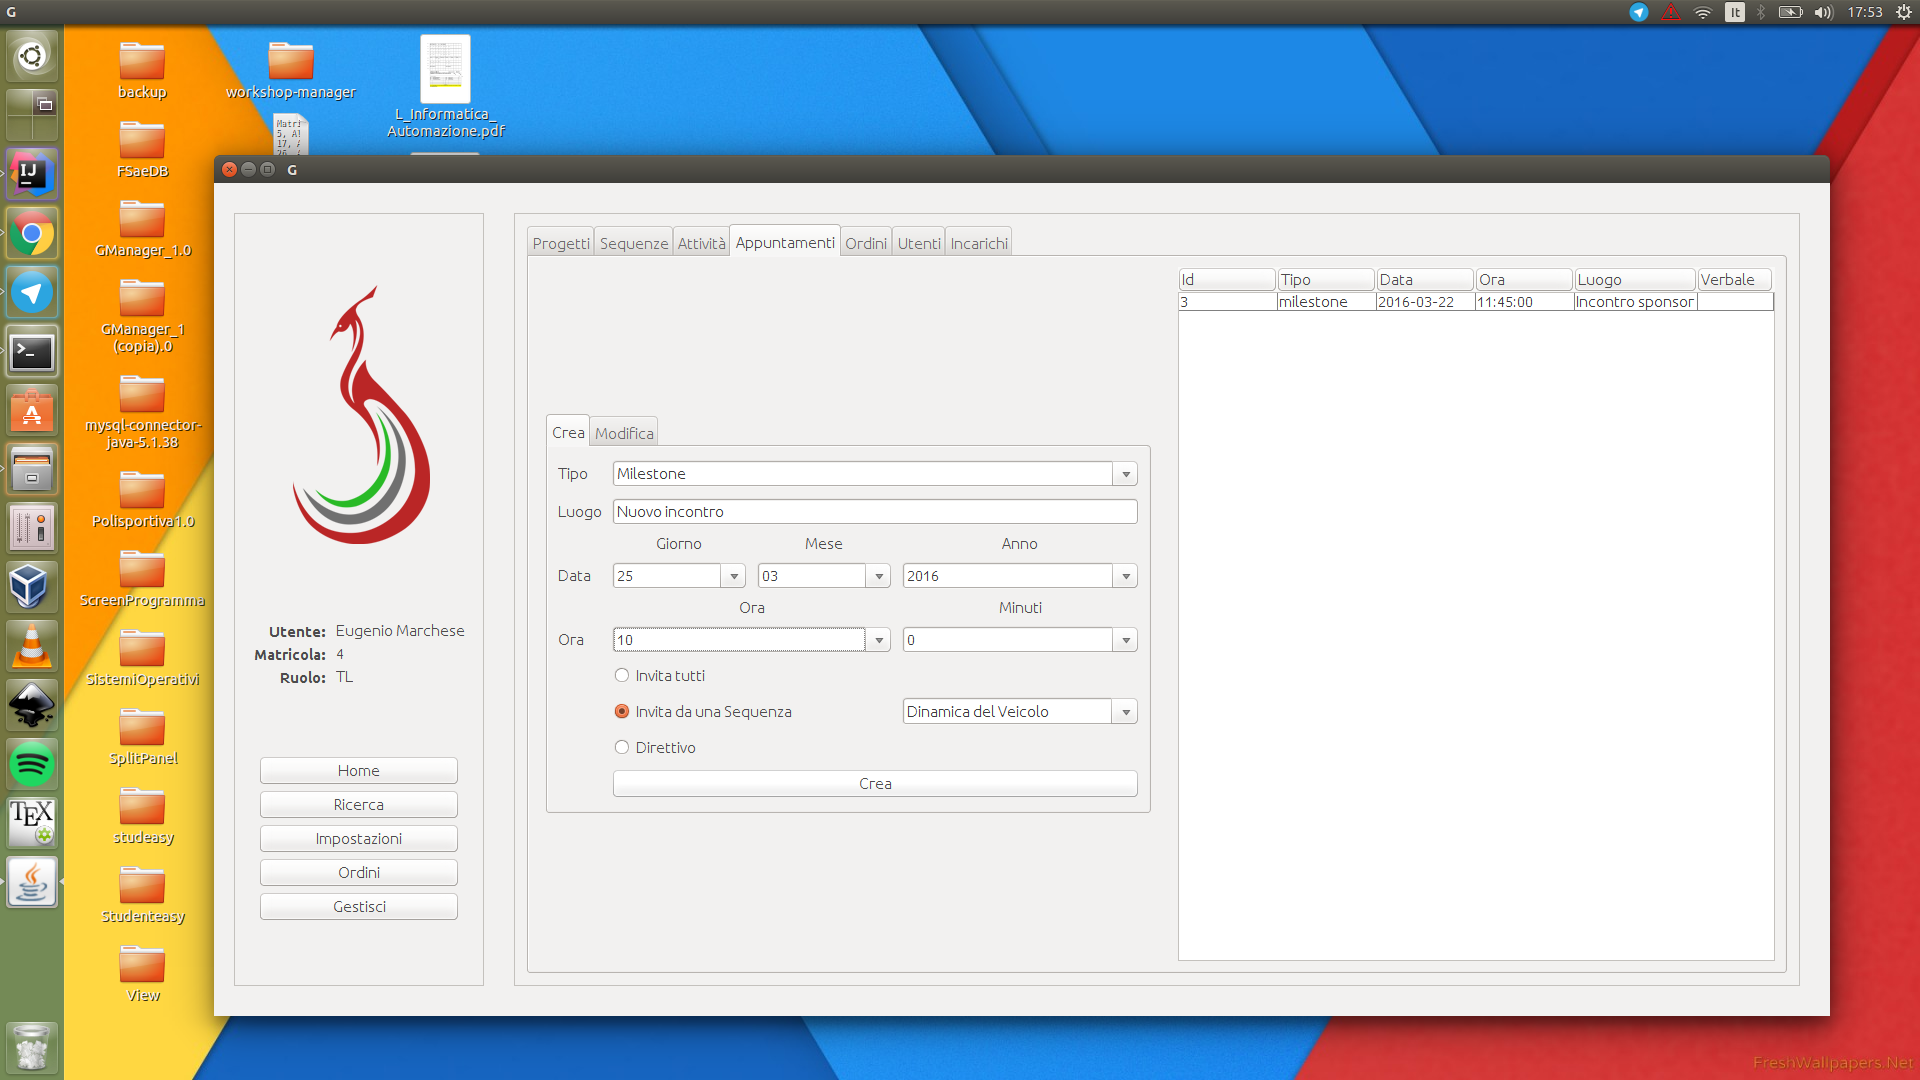 G
It
17:53
backup
workshop-manager
L_Informatica_
Automazione.pdf
Matri
17, A
FSaeDB
GManager_1.0
GManager_1
(copia).0
mysql-connector-
java-5.1.38
Polisportiva1.0
ScreenProgramma
SistemiOperativi
SplitPanel
studeasy
Studenteasy
View
IJ
>_
TEX
G
Utente: Eugenio Marchese
Matricola: 4
Ruolo: TL
Home
Ricerca
Impostazioni
Ordini
Gestisci
Progetti Sequenze Attività Appuntamenti Ordini Utenti Incarichi
Crea Modifica
Tipo Milestone
Luogo Nuovo incontro
Giorno Mese Anno
Data 25 03 2016
Ora Minuti
Ora 10 0
Invita tutti
Invita da una Sequenza Dinamica del Veicolo
Direttivo
Crea
Id Tipo Data Ora Luogo Verbale
3 milestone 2016-03-22 11:45:00 Incontro sponsor
FreshWallpapers.Net